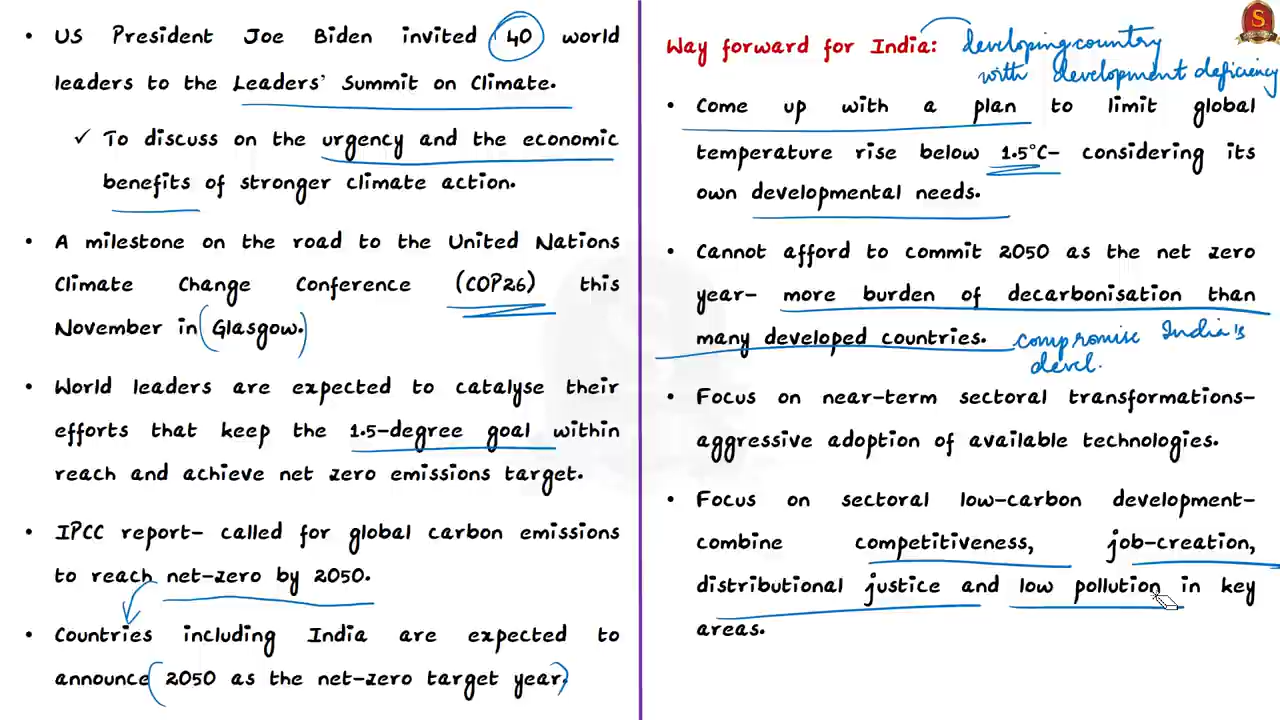 • US President Joe Biden invited 40 world
leaders to the Leaders' Summit on Climate.
✓ To discuss on the urgency and the economic
benefits of stronger climate action.
• A milestone on the road to the United Nations
Climate Change Conference (COP26) this
November in (Glasgow.)
• World leaders are expected to catalyse their
efforts that keep the 1.5-degree goal within
reach and achieve net zero emissions target.
• IPCC report- called for global carbon emissions
to reach net-zero by 2050.
• Countries including India are expected to
announce (2050 as the net-zero target year.)
S
Way forward for India: developing country
with development deficiency
• Come up with a plan to limit global
temperature rise below 1.5°C- considering its
own developmental needs.
• Cannot afford to commit 2050 as the net zero
year- more burden of decarbonisation than
many developed countries. compromise India's
devel.
• Focus on near-term sectoral transformations-
aggressive adoption of available technologies.
• Focus on sectoral low-carbon development-
combine competitiveness, job-creation,
distributional justice and low pollution in key
areas.